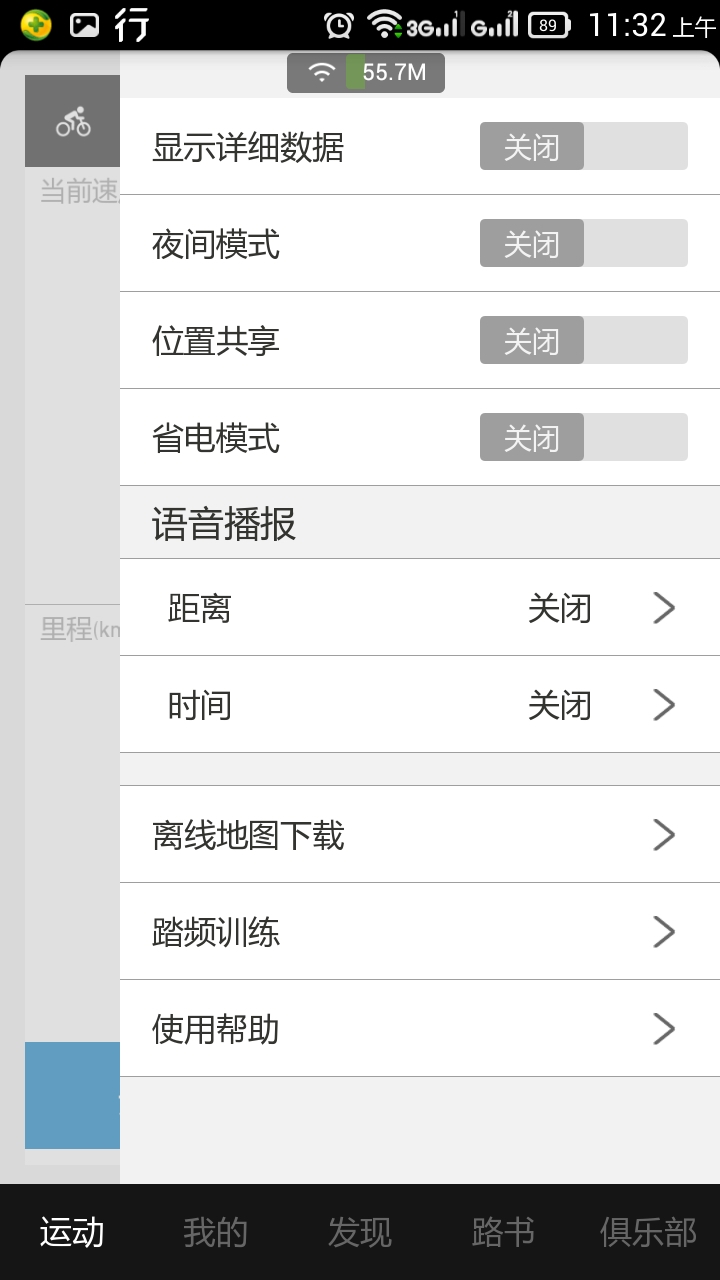 行 3G 1 G 2 89 11:32 上午
55.7M
当前速
显示详细数据 关闭
夜间模式 关闭
位置共享 关闭
省电模式 关闭
语音播报
距离 关闭
里程(km
时间 关闭
离线地图下载
踏频训练
使用帮助
运动 我的 发现 路书 俱乐部